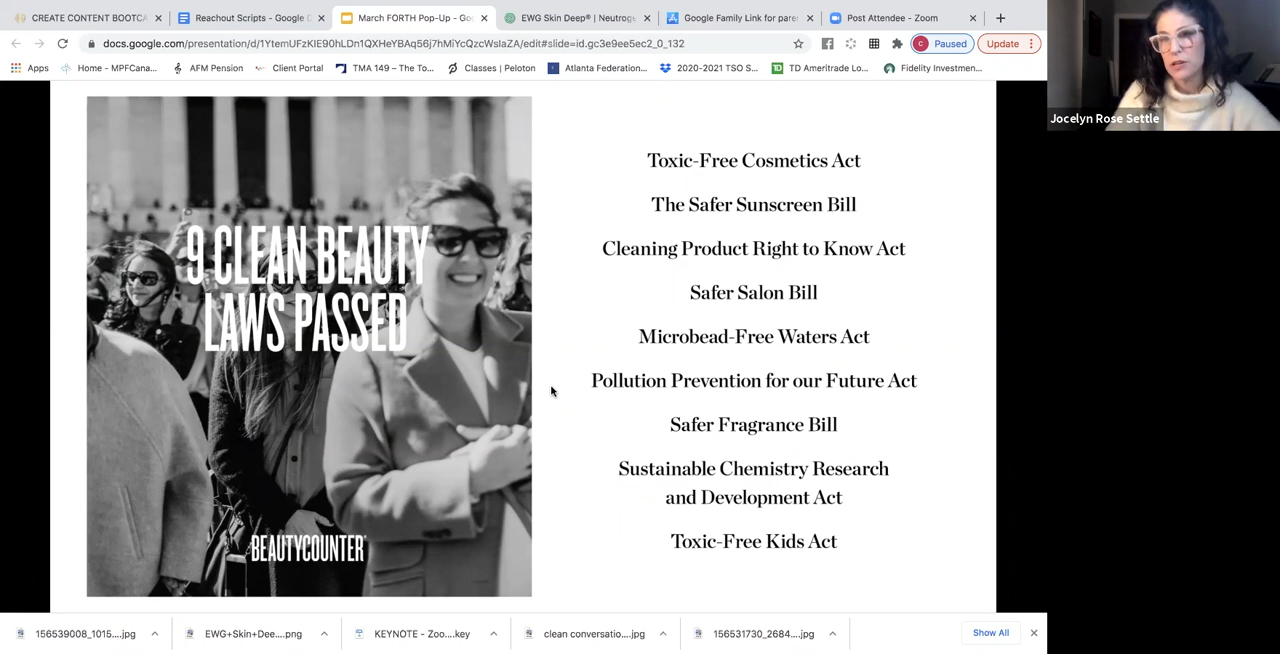 CREATE CONTENT BOOTCA
Reachout Scripts - Google D
March FORTH Pop-Up - Goo
EWG Skin Deep® | Neutroge
Google Family Link for paren
Post Attendee - Zoom
docs.google.com/presentation/d/1YtemUFzKIE90hLDn1QXHeYBAq56j7hMiYcQzcWsIaZA/edit#slide=id.gc3e9ee5ec2_0_132
C Paused
Update
Apps
Home - MPFCana...
AFM Pension
Client Portal
TMA 149 – The To...
Classes | Peloton
Atlanta Federation...
2020-2021 TSO S...
TD Ameritrade Lo...
Fidelity Investmen...
Jocelyn Rose Settle
9 CLEAN BEAUTY
LAWS PASSED
BEAUTYCOUNTER
Toxic-Free Cosmetics Act
The Safer Sunscreen Bill
Cleaning Product Right to Know Act
Safer Salon Bill
Microbead-Free Waters Act
Pollution Prevention for our Future Act
Safer Fragrance Bill
Sustainable Chemistry Research
and Development Act
Toxic-Free Kids Act
156539008_1015....jpg
EWG+Skin+Dee....png
KEYNOTE - Zoo....key
clean conversatio....jpg
156531730_2684....jpg
Show All